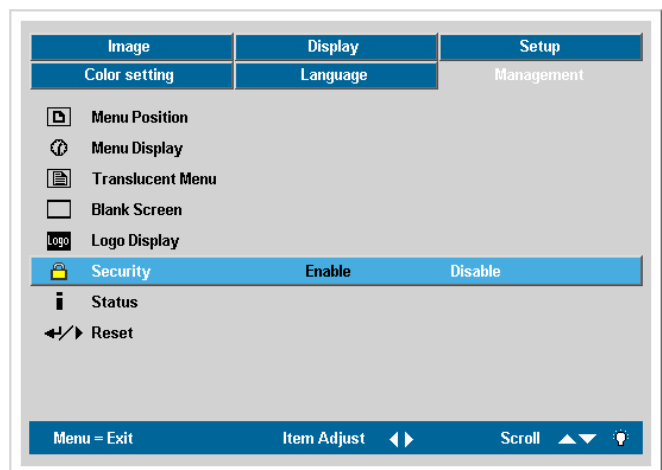 Image Display Setup
Color setting Language Management
Menu Position
Menu Display
Translucent Menu
Blank Screen
Logo Logo Display
Security Enable Disable
i Status
Reset
Menu = Exit Item Adjust Scroll